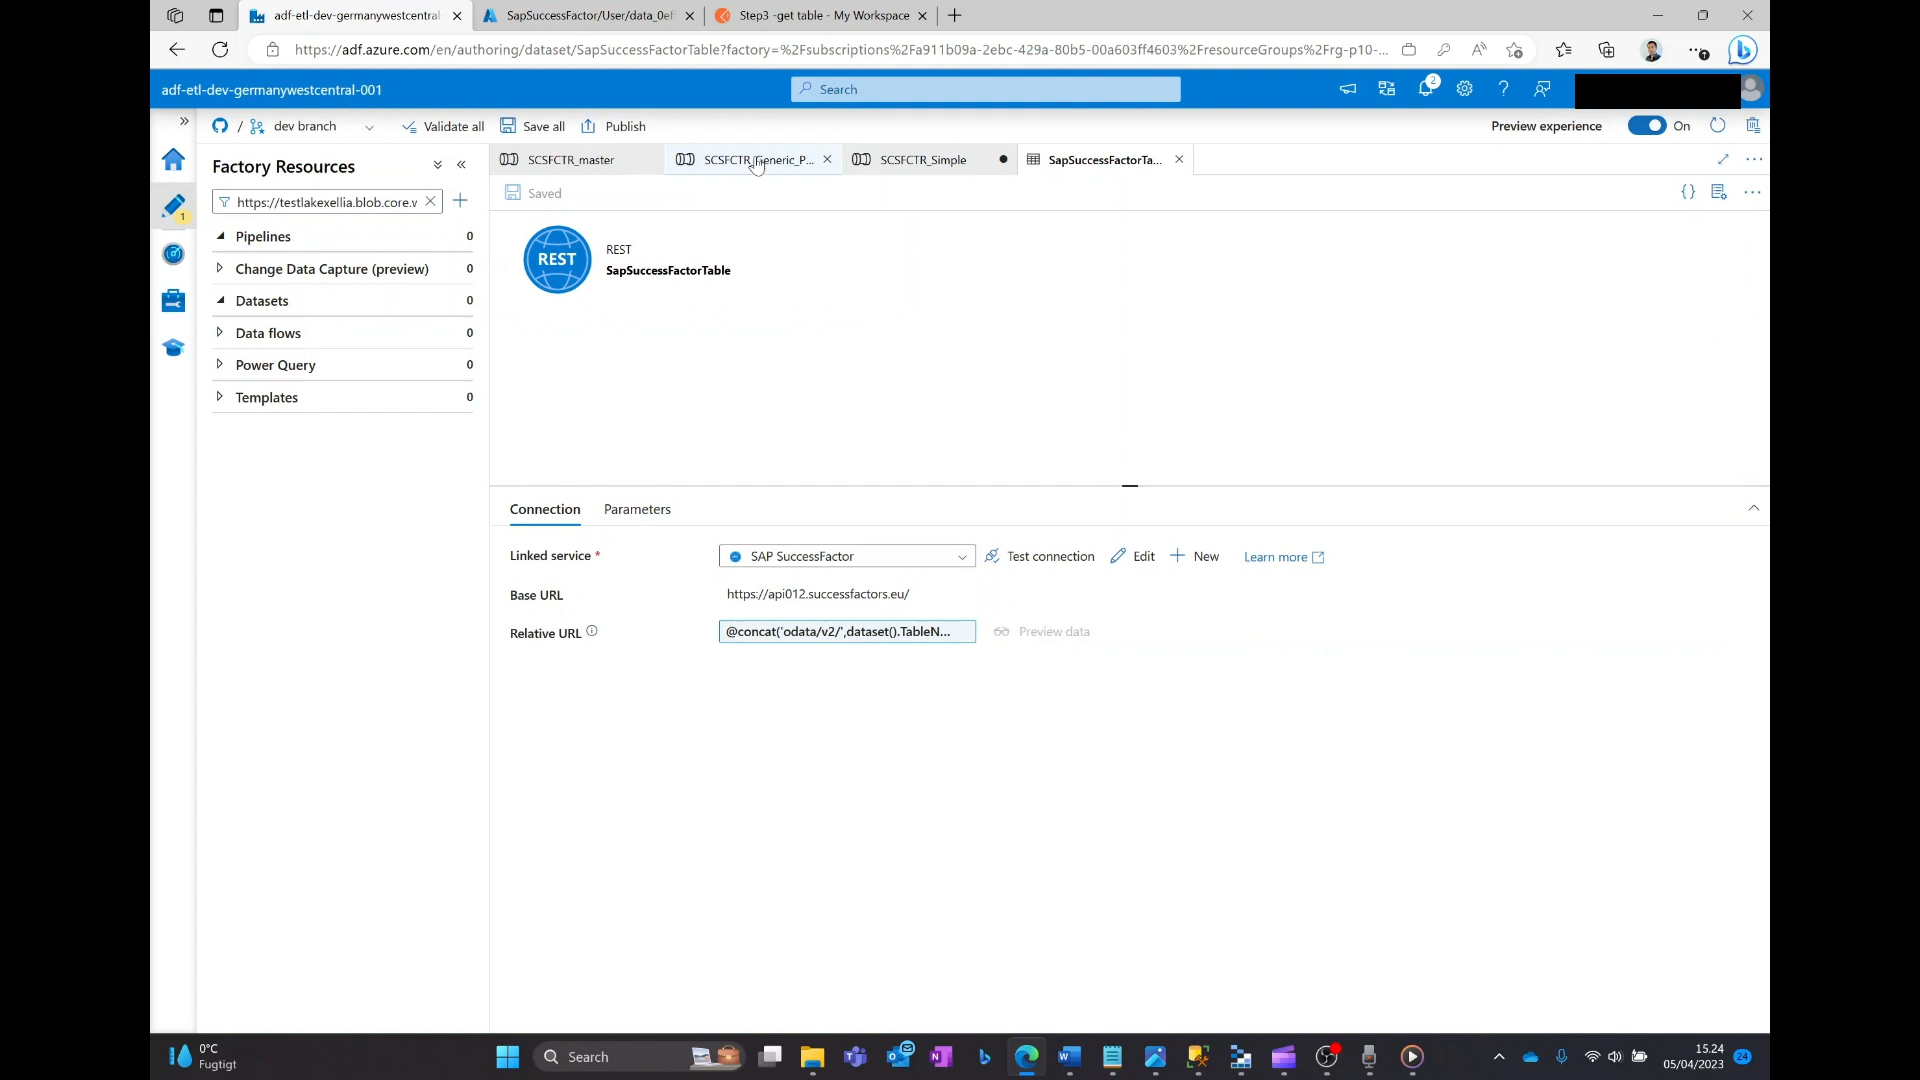 adf-etl-dev-germanywestcentral
SapSuccessFactor/User/data_0ef
Step3 -get table - My Workspace
https://adf.azure.com/en/authoring/dataset/SapSuccessFactorTable?factory=%2Fsubscriptions%2Fa911b09a-2ebc-429a-80b5-00a603ff4603%2FresourceGroups%2Frg-p10-...
adf-etl-dev-germanywestcentral-001
Search
2
/ dev branch
Validate all
Save all
Publish
Preview experience
On
Factory Resources
SCSFCTR_master
SCSFCTR_Generic_P...
SCSFCTR_Simple
SapSuccessFactorTa...
https://testlakexellia.blob.core.v
Saved
1
Pipelines 0
Change Data Capture (preview) 0
Datasets 0
Data flows 0
Power Query 0
Templates 0
REST
REST
SapSuccessFactorTable
Connection
Parameters
Linked service *
SAP SuccessFactor
Test connection
Edit
New
Learn more
Base URL
https://api012.successfactors.eu/
Relative URL
@concat('odata/v2/',dataset().TableN...
Preview data
0°C
Fugtigt
Search
15.24
05/04/2023
24